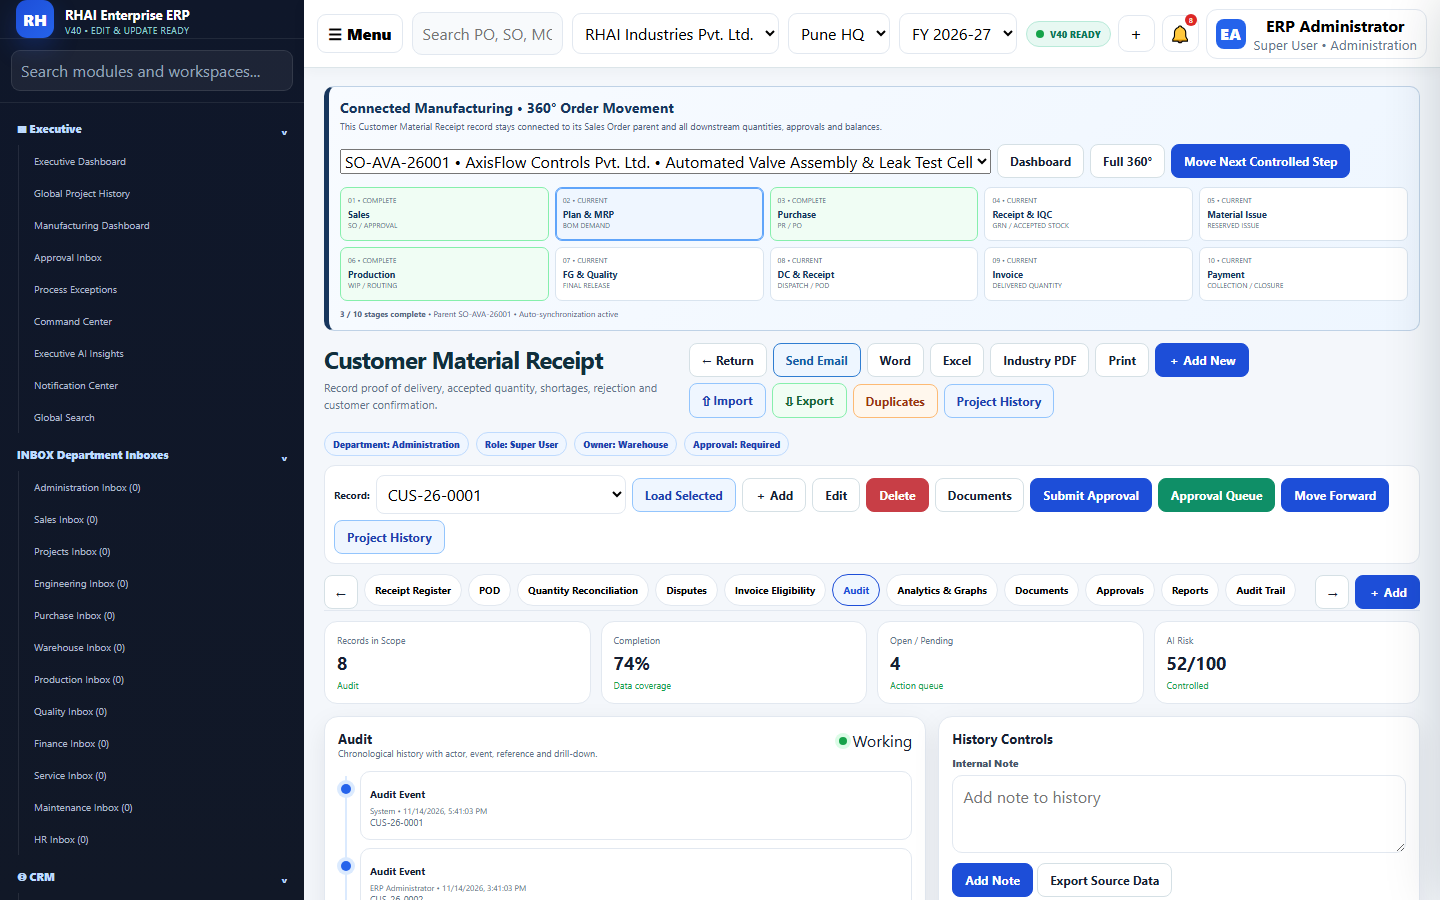 RH
RHAI Enterprise ERP
V40 • EDIT & UPDATE READY
Search modules and workspaces...
Executive
Executive Dashboard
Global Project History
Manufacturing Dashboard
Approval Inbox
Process Exceptions
Command Center
Executive AI Insights
Notification Center
Global Search
INBOX Department Inboxes
Administration Inbox (0)
Sales Inbox (0)
Projects Inbox (0)
Engineering Inbox (0)
Purchase Inbox (0)
Warehouse Inbox (0)
Production Inbox (0)
Quality Inbox (0)
Finance Inbox (0)
Service Inbox (0)
Maintenance Inbox (0)
HR Inbox (0)
CRM
☰ Menu
Search PO, SO, MO
RHAI Industries Pvt. Ltd.
Pune HQ
FY 2026-27
V40 READY
+
8
EA
ERP Administrator
Super User • Administration
Connected Manufacturing • 360° Order Movement
This Customer Material Receipt record stays connected to its Sales Order parent and all downstream quantities, approvals and balances.
SO-AVA-26001 • AxisFlow Controls Pvt. Ltd. • Automated Valve Assembly & Leak Test Cell
Dashboard
Full 360°
Move Next Controlled Step
01 • COMPLETE
Sales
SO / APPROVAL
02 • CURRENT
Plan & MRP
BOM DEMAND
03 • COMPLETE
Purchase
PR / PO
04 • CURRENT
Receipt & IQC
GRN / ACCEPTED STOCK
05 • CURRENT
Material Issue
RESERVED ISSUE
06 • COMPLETE
Production
WIP / ROUTING
07 • CURRENT
FG & Quality
FINAL RELEASE
08 • CURRENT
DC & Receipt
DISPATCH / POD
09 • CURRENT
Invoice
DELIVERED QUANTITY
10 • CURRENT
Payment
COLLECTION / CLOSURE
3 / 10 stages complete • Parent SO-AVA-26001 • Auto-synchronization active
Customer Material Receipt
Record proof of delivery, accepted quantity, shortages, rejection and
customer confirmation.
← Return
Send Email
Word
Excel
Industry PDF
Print
+ Add New
⇧ Import
⇩ Export
Duplicates
Project History
Department: Administration
Role: Super User
Owner: Warehouse
Approval: Required
Record:
CUS-26-0001
Load Selected
+ Add
Edit
Delete
Documents
Submit Approval
Approval Queue
Move Forward
Project History
←
Receipt Register
POD
Quantity Reconciliation
Disputes
Invoice Eligibility
Audit
Analytics & Graphs
Documents
Approvals
Reports
Audit Trail
→
+ Add
Records in Scope
8
Audit
Completion
74%
Data coverage
Open / Pending
4
Action queue
AI Risk
52/100
Controlled
Audit
Chronological history with actor, event, reference and drill-down.
Working
Audit Event
System • 11/14/2026, 5:41:03 PM
CUS-26-0001
Audit Event
ERP Administrator • 11/14/2026, 3:41:03 PM
CUS-26-0002
History Controls
Internal Note
Add note to history
Add Note
Export Source Data